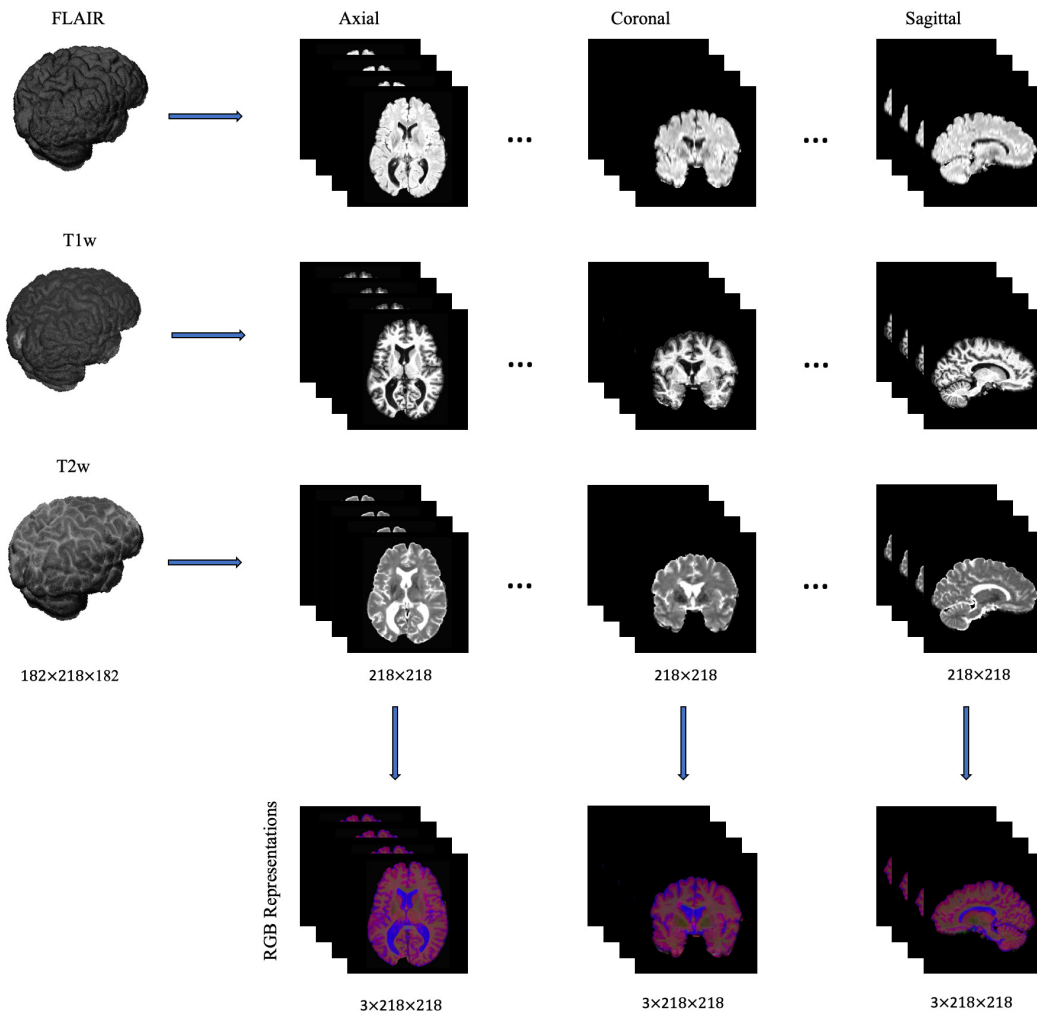 FLAIR
Axial
Coronal
Sagittal
...
...
T1w
...
...
T2w
...
...
182×218×182
218×218
218×218
218×218
RGB Representations
3×218×218
3×218×218
3×218×218